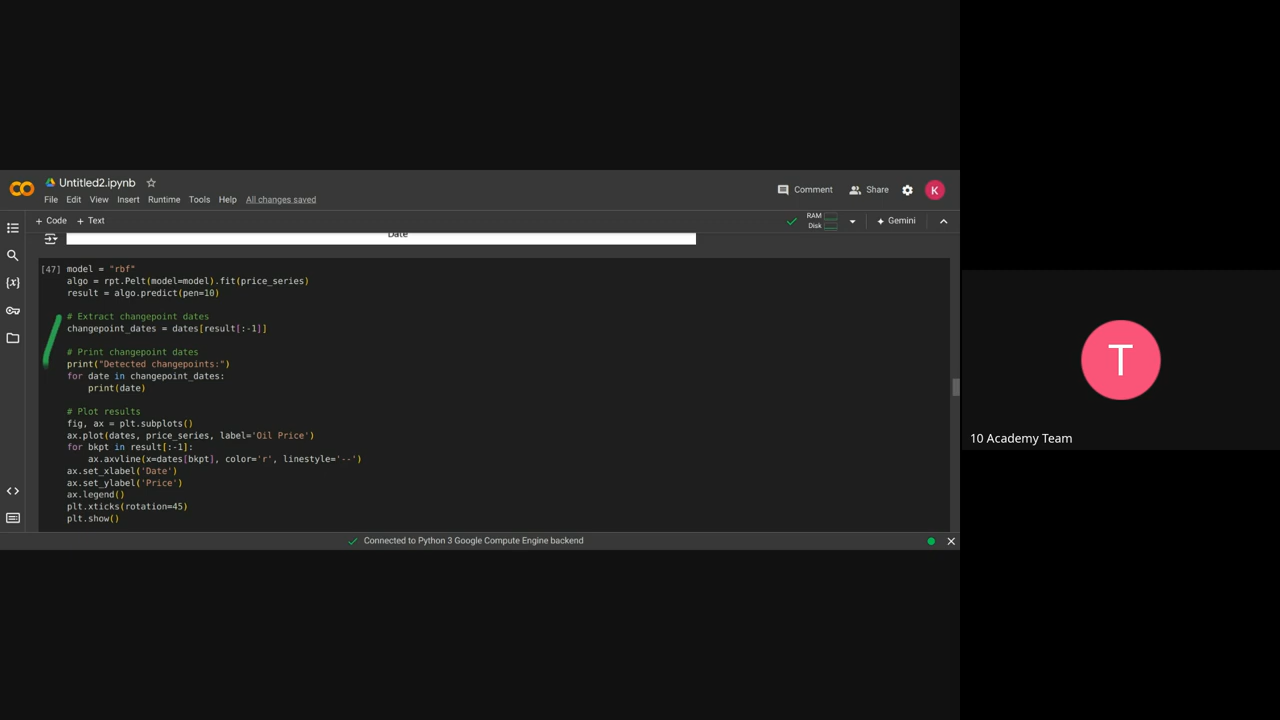 Untitled2.ipynb
File Edit View Insert Runtime Tools Help All changes saved
Comment Share K
+ Code + Text
RAM
Disk
Gemini
Date
[47] model = "rbf"
algo = rpt.Pelt(model=model).fit(price_series)
result = algo.predict(pen=10)
# Extract changepoint dates
changepoint_dates = dates[result[:-1]]
# Print changepoint dates
print("Detected changepoints:")
for date in changepoint_dates:
    print(date)
# Plot results
fig, ax = plt.subplots()
ax.plot(dates, price_series, label='Oil Price')
for bkpt in result[:-1]:
    ax.axvline(x=dates[bkpt], color='r', linestyle='--')
ax.set_xlabel('Date')
ax.set_ylabel('Price')
ax.legend()
plt.xticks(rotation=45)
plt.show()
Connected to Python 3 Google Compute Engine backend
T
10 Academy Team